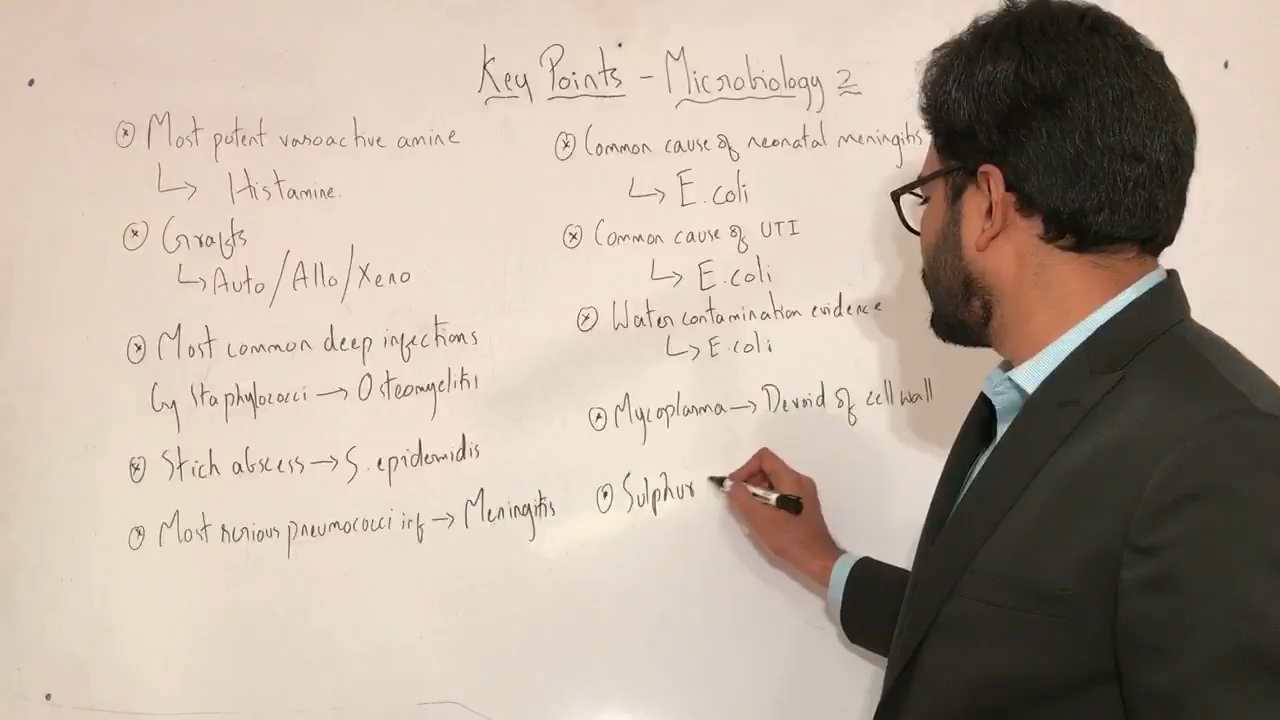 Key Points - Microbiology 2
Most potent vasoactive amine
↳ Histamine.
Grafts
↳ Auto/Allo/Xeno
Most common deep infections
by Staphylococci → Osteomyelitis
Stich abscess → S. epidermidis
Most serious pneumococci inf → Meningitis
Common cause of neonatal meningitis
↳ E.coli
Common cause of UTI
↳ E.coli
Water contamination evidence
↳ E.coli
Mycoplasma → Devoid of cell wall
Sulphur